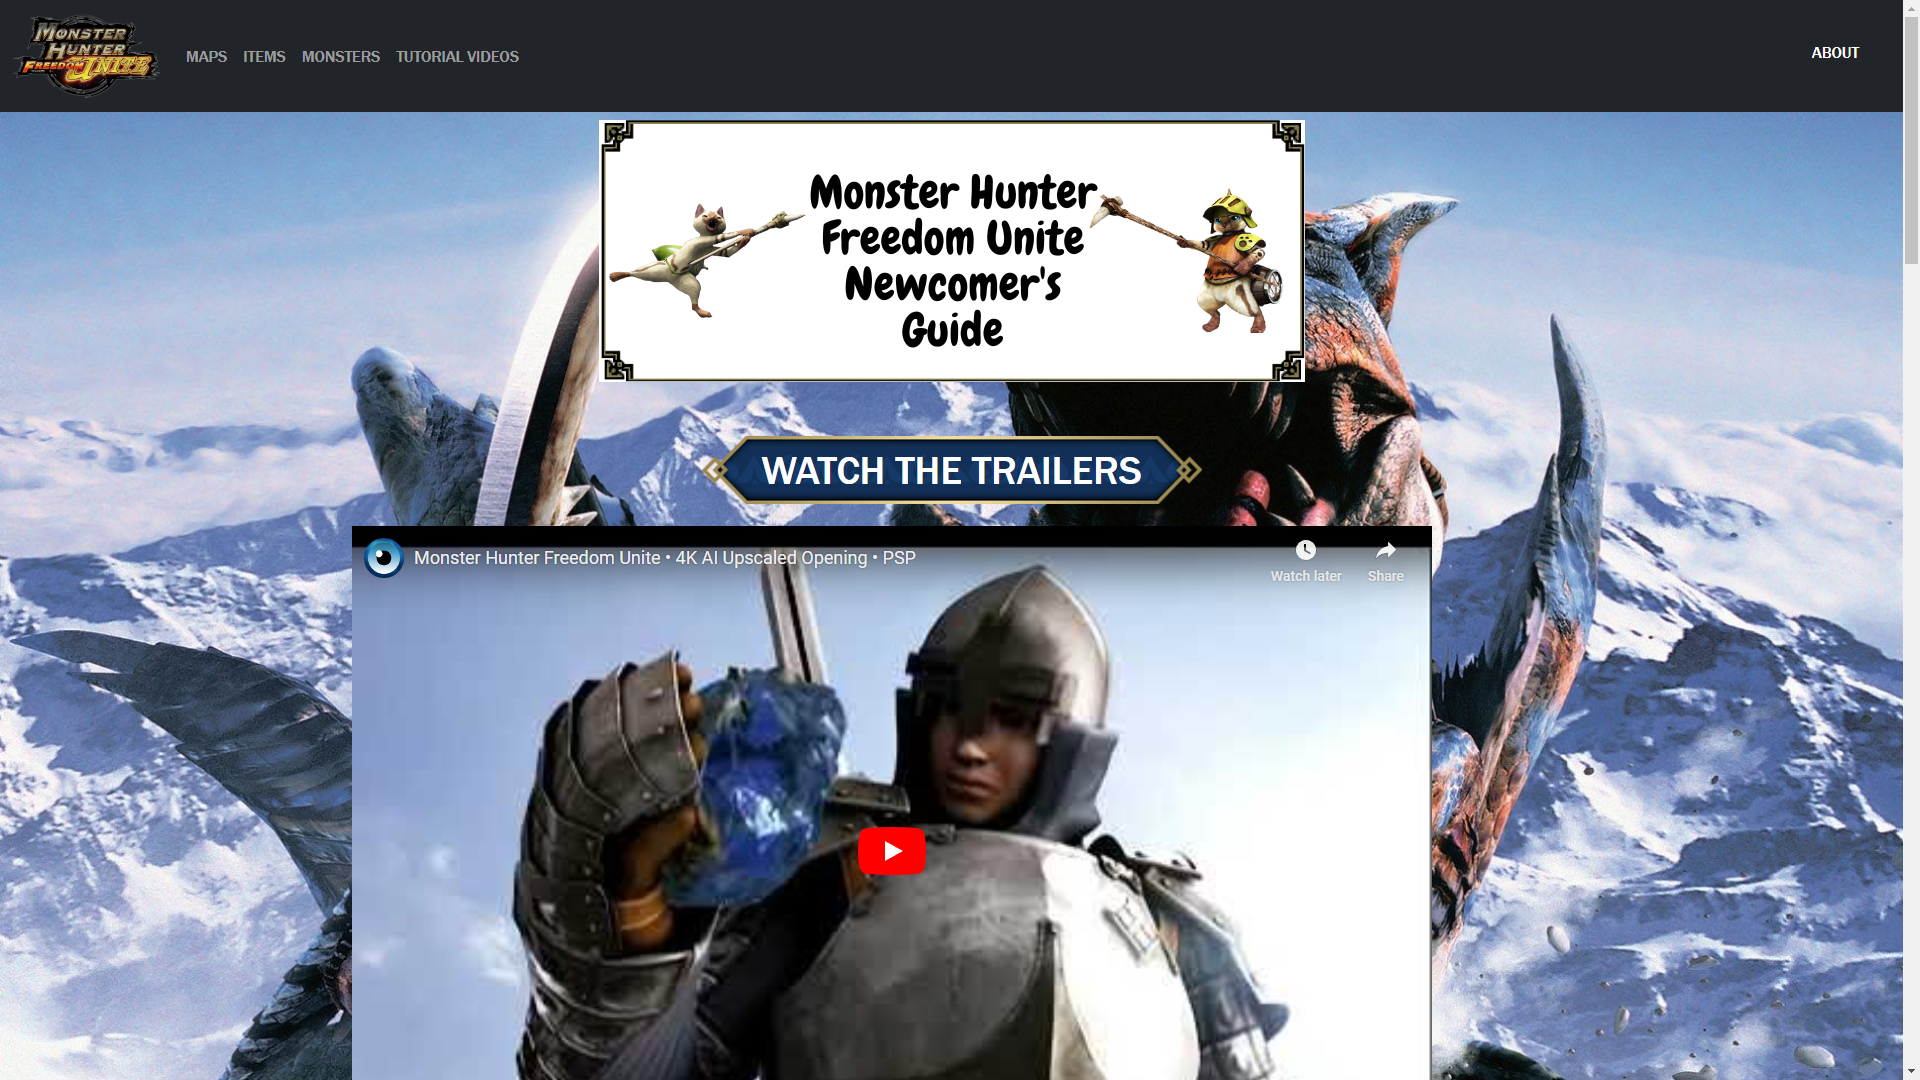 MONSTER
HUNTER
FREEDOM UNITE
MAPS ITEMS MONSTERS TUTORIAL VIDEOS
ABOUT
Monster Hunter
Freedom Unite
Newcomer's
Guide
WATCH THE TRAILERS
Monster Hunter Freedom Unite • 4K AI Upscaled Opening • PSP
Watch later
Share